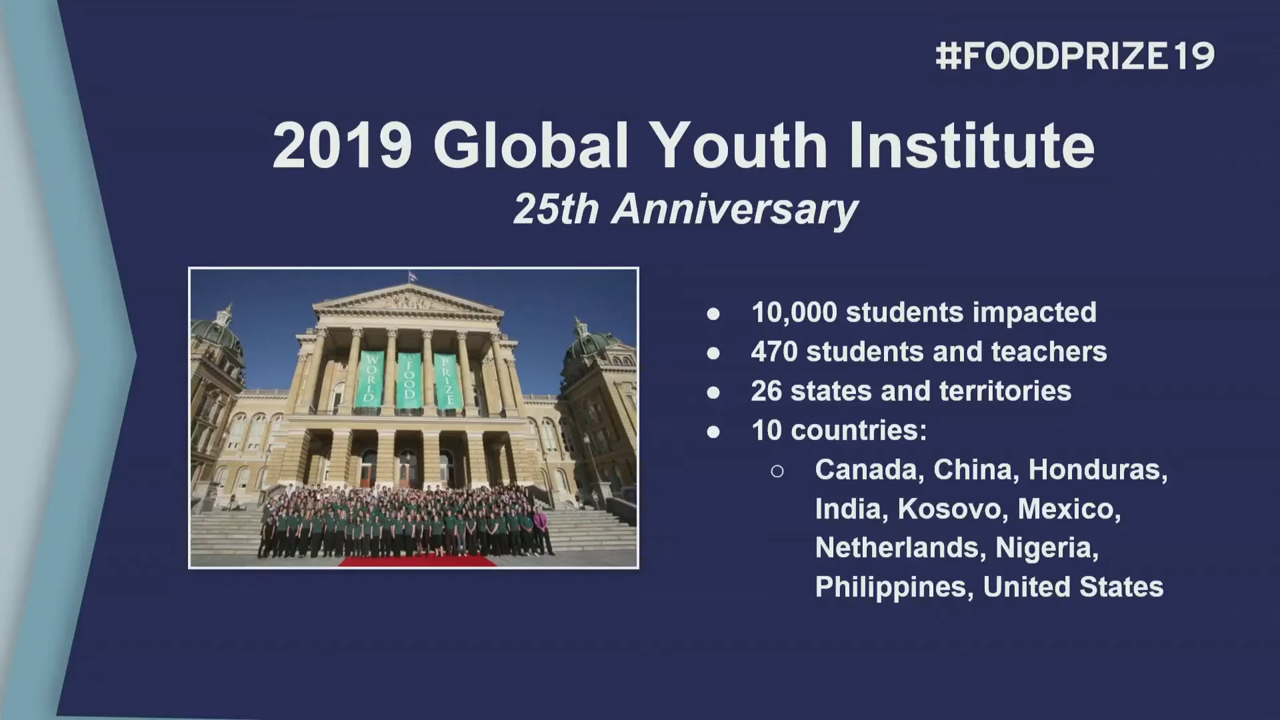 #FOODPRIZE19
2019 Global Youth Institute
25th Anniversary
WORLD
FOOD
PRIZE
● 10,000 students impacted
● 470 students and teachers
● 26 states and territories
● 10 countries:
○ Canada, China, Honduras,
India, Kosovo, Mexico,
Netherlands, Nigeria,
Philippines, United States